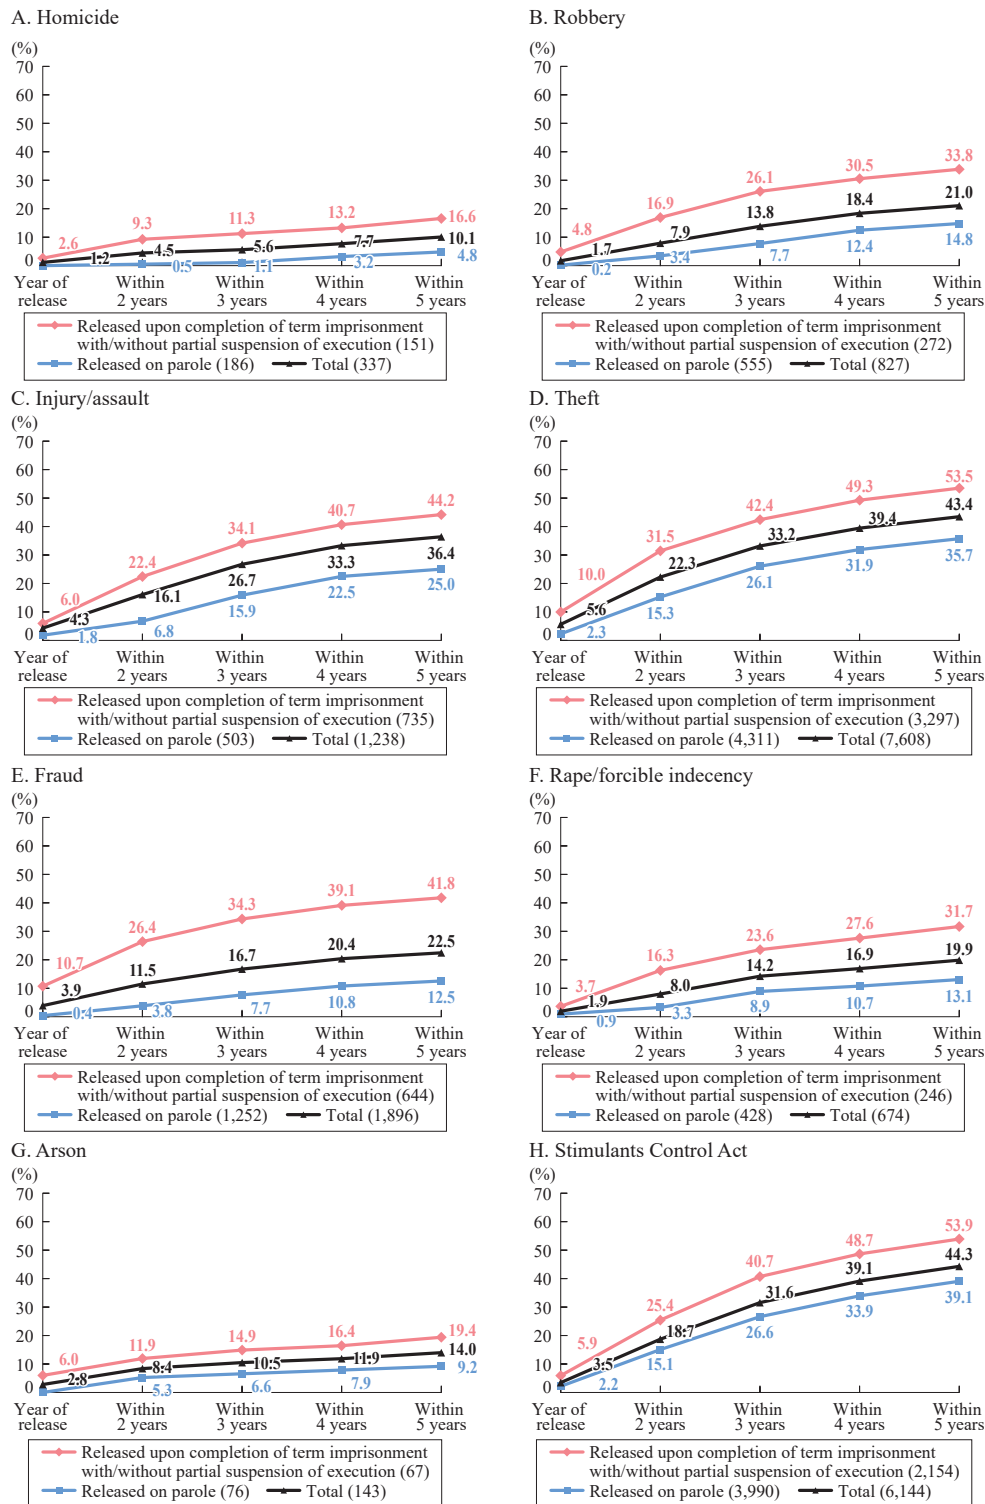 A. Homicide
(%)
70
60
50
40
30
20
10
0
2.6
9.3
11.3
13.2
16.6
1.2
4.5
5.6
7.7
10.1
0.5
1.1
3.2
4.8
Year of release
Within 2 years
Within 3 years
Within 4 years
Within 5 years
Released upon completion of term imprisonment
with/without partial suspension of execution (151)
Released on parole (186) Total (337)
B. Robbery
(%)
70
60
50
40
30
20
10
0
4.8
16.9
26.1
30.5
33.8
1.7
7.9
13.8
18.4
21.0
0.2
3.4
7.7
12.4
14.8
Year of release
Within 2 years
Within 3 years
Within 4 years
Within 5 years
Released upon completion of term imprisonment
with/without partial suspension of execution (272)
Released on parole (555) Total (827)
C. Injury/assault
(%)
70
60
50
40
30
20
10
0
6.0
22.4
34.1
40.7
44.2
4.3
16.1
26.7
33.3
36.4
1.8
6.8
15.9
22.5
25.0
Year of release
Within 2 years
Within 3 years
Within 4 years
Within 5 years
Released upon completion of term imprisonment
with/without partial suspension of execution (735)
Released on parole (503) Total (1,238)
D. Theft
(%)
70
60
50
40
30
20
10
0
10.0
31.5
42.4
49.3
53.5
5.6
22.3
33.2
39.4
43.4
2.3
15.3
26.1
31.9
35.7
Year of release
Within 2 years
Within 3 years
Within 4 years
Within 5 years
Released upon completion of term imprisonment
with/without partial suspension of execution (3,297)
Released on parole (4,311) Total (7,608)
E. Fraud
(%)
70
60
50
40
30
20
10
0
10.7
26.4
34.3
39.1
41.8
3.9
11.5
16.7
20.4
22.5
0.4
3.8
7.7
10.8
12.5
Year of release
Within 2 years
Within 3 years
Within 4 years
Within 5 years
Released upon completion of term imprisonment
with/without partial suspension of execution (644)
Released on parole (1,252) Total (1,896)
F. Rape/forcible indecency
(%)
70
60
50
40
30
20
10
0
3.7
16.3
23.6
27.6
31.7
1.9
8.0
14.2
16.9
19.9
0.9
3.3
8.9
10.7
13.1
Year of release
Within 2 years
Within 3 years
Within 4 years
Within 5 years
Released upon completion of term imprisonment
with/without partial suspension of execution (246)
Released on parole (428) Total (674)
G. Arson
(%)
70
60
50
40
30
20
10
0
6.0
11.9
14.9
16.4
19.4
2.8
8.4
10.5
11.9
14.0
5.3
6.6
7.9
9.2
Year of release
Within 2 years
Within 3 years
Within 4 years
Within 5 years
Released upon completion of term imprisonment
with/without partial suspension of execution (67)
Released on parole (76) Total (143)
H. Stimulants Control Act
(%)
70
60
50
40
30
20
10
0
5.9
25.4
40.7
48.7
53.9
3.5
18.7
31.6
39.1
44.3
2.2
15.1
26.6
33.9
39.1
Year of release
Within 2 years
Within 3 years
Within 4 years
Within 5 years
Released upon completion of term imprisonment
with/without partial suspension of execution (2,154)
Released on parole (3,990) Total (6,144)